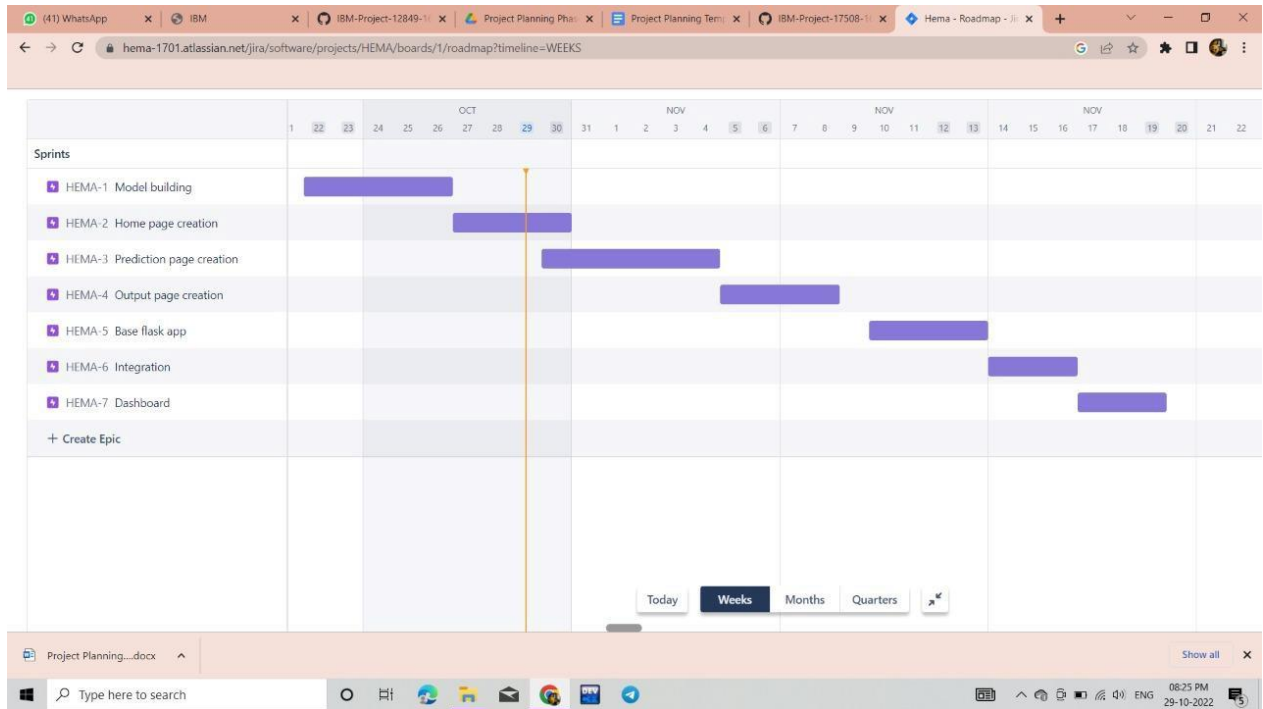 (41) WhatsApp
IBM
IBM-Project-12849-16
Project Planning Phas
Project Planning Temp
IBM-Project-17508-16
Hema - Roadmap - Jir
hema-1701.atlassian.net/jira/software/projects/HEMA/boards/1/roadmap?timeline=WEEKS
OCT NOV NOV NOV
1 22 23 24 25 26 27 28 29 30 31 1 2 3 4 5 6 7 8 9 10 11 12 13 14 15 16 17 18 19 20 21 22
Sprints
HEMA-1 Model building
HEMA-2 Home page creation
HEMA-3 Prediction page creation
HEMA-4 Output page creation
HEMA-5 Base flask app
HEMA-6 Integration
HEMA-7 Dashboard
+ Create Epic
Today Weeks Months Quarters
Project Planning....docx
Show all
Type here to search
DEV
ENG
08:25 PM
29-10-2022
5